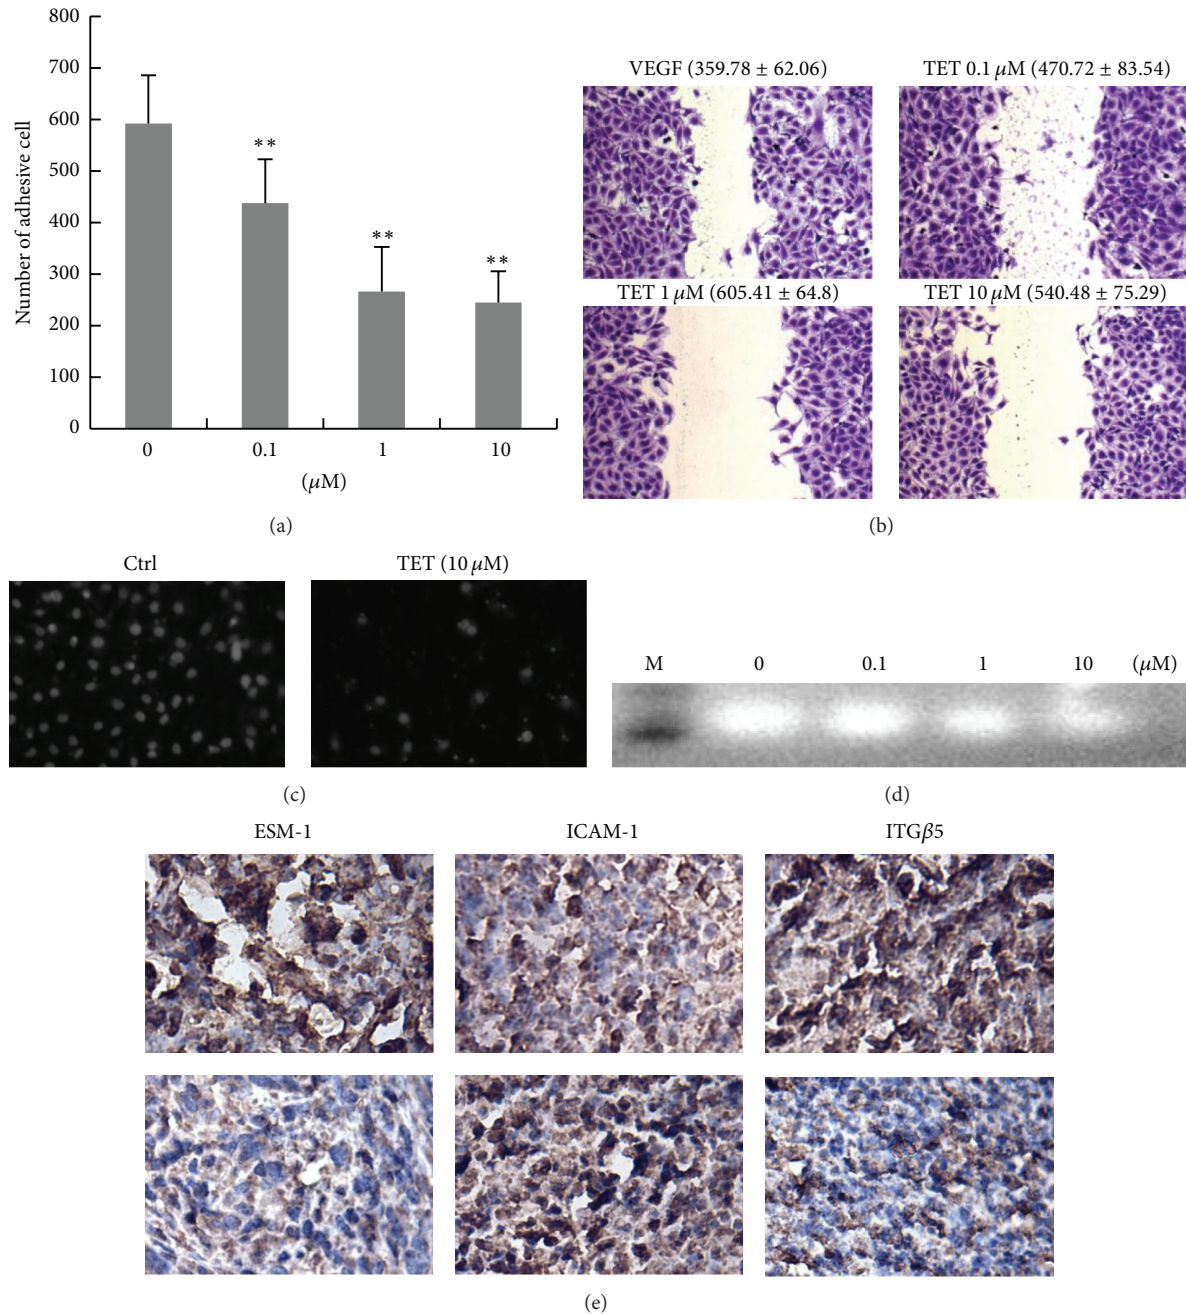 800
700
600
500
400
300
200
100
0
Number of adhesive cell
**
**
**
0 0.1 1 10
(μM)
(a)
VEGF (359.78 ± 62.06) TET 0.1 μM (470.72 ± 83.54)
TET 1 μM (605.41 ± 64.8) TET 10 μM (540.48 ± 75.29)
(b)
Ctrl TET (10 μM)
(c)
M 0 0.1 1 10 (μM)
(d)
ESM-1 ICAM-1 ITGβ5
(e)